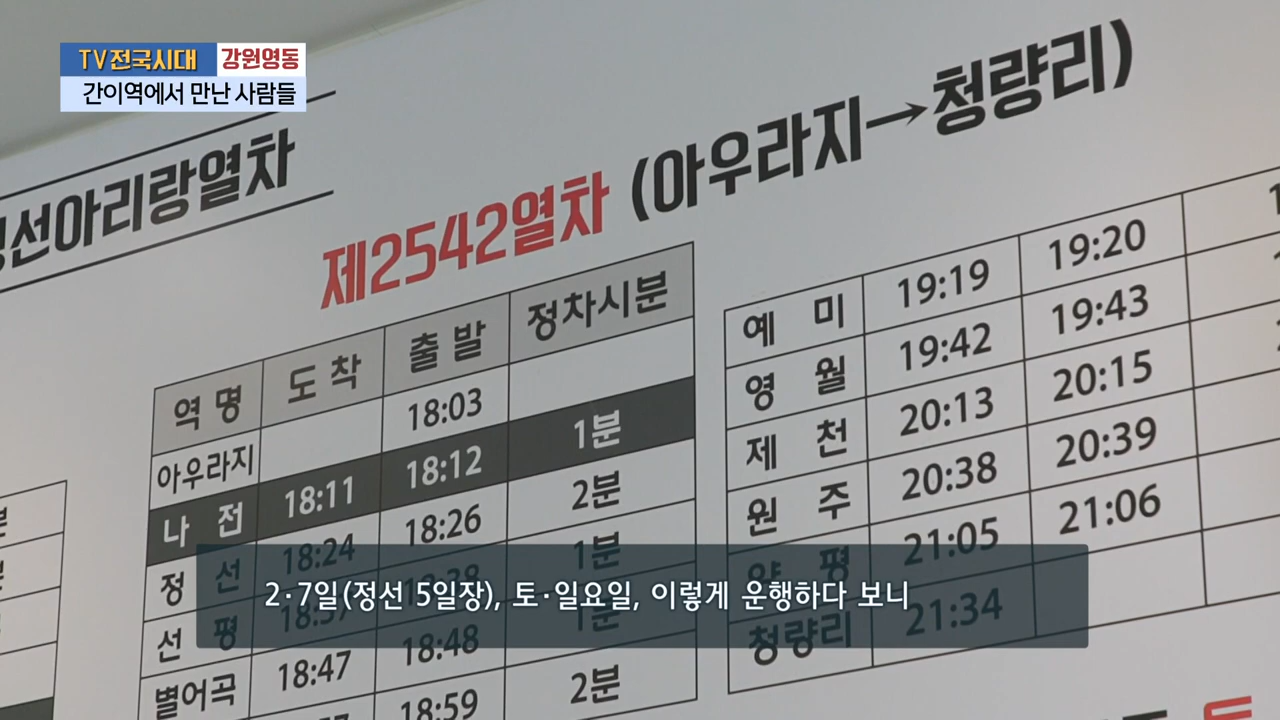 TV전국시대 강원영동
간이역에서 만난 사람들
선아리랑열차
제2542열차 (아우라지→청량리)
역 명 도 착 출 발 정차시분
아우라지 18:03
나 전 18:11 18:12 1분
정 선 18:24 18:26 2분
선 평 18:37 18:38 1분
별어곡 18:47 18:48 1분
18:59 2분
예 미 19:19 19:20
영 월 19:42 19:43
제 천 20:13 20:15
원 주 20:38 20:39
양 평 21:05 21:06
청량리 21:34
2·7일(정선 5일장), 토·일요일, 이렇게 운행하다 보니